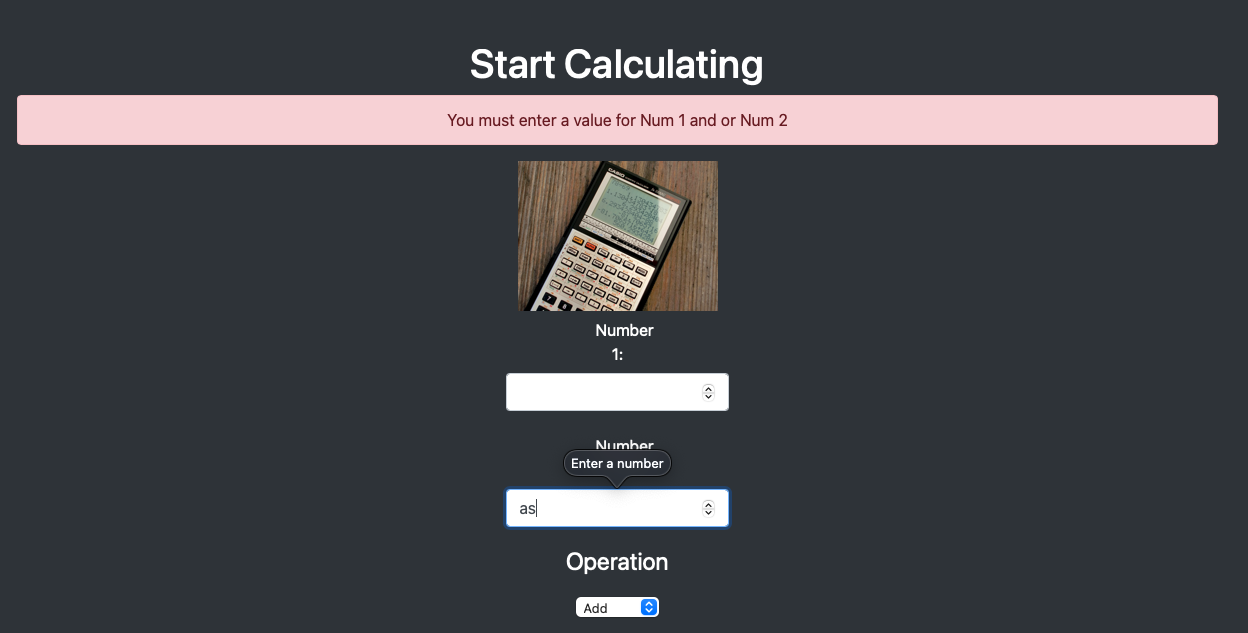 Start Calculating
You must enter a value for Num 1 and or Num 2
CASIO
Number
1:
Number
Enter a number
as
Operation
Add